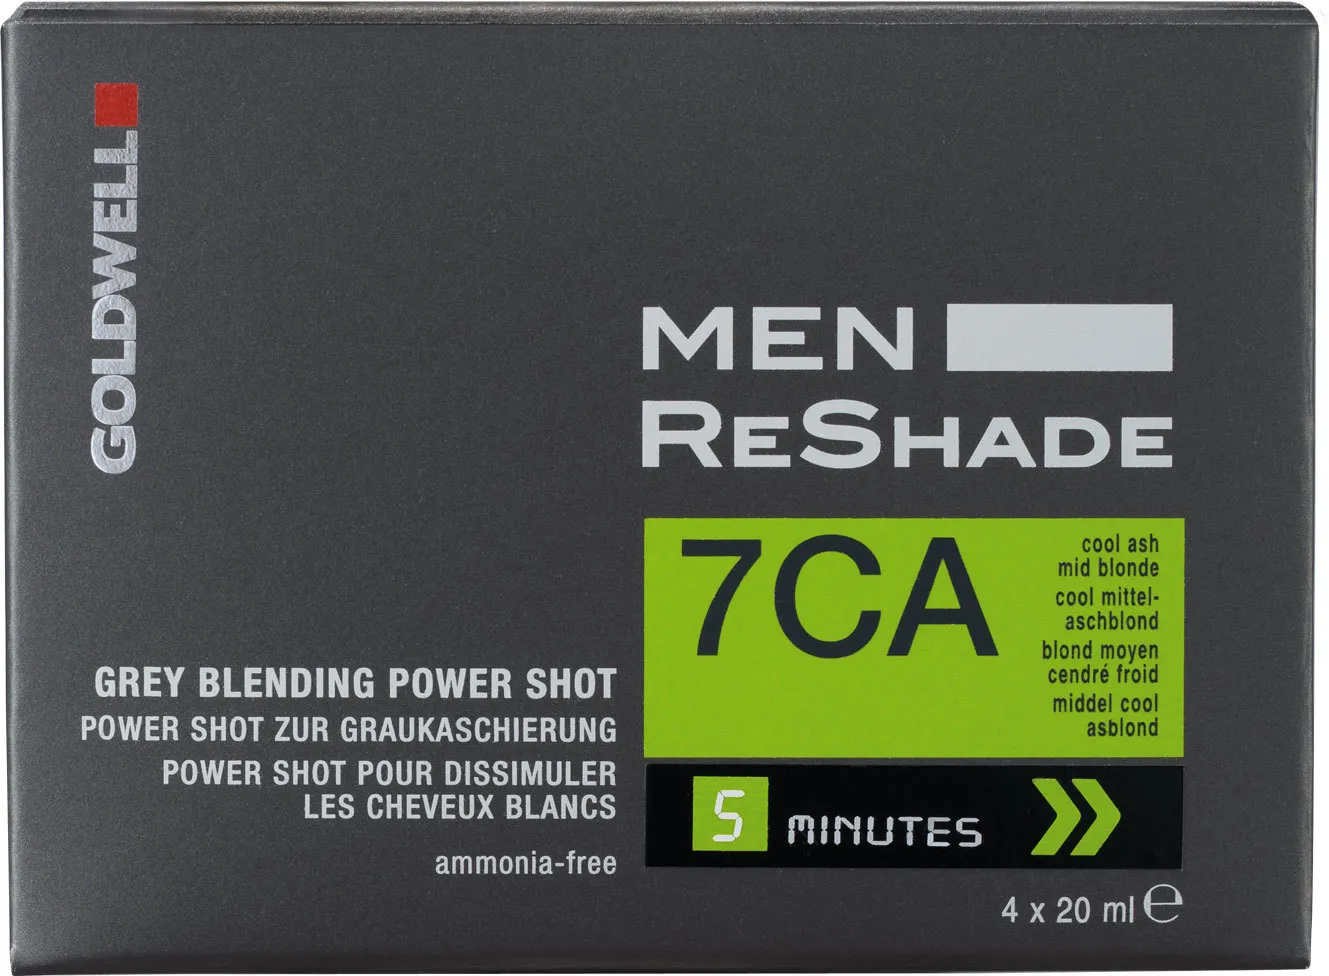 GOLDWELL
MEN
RESHADE
7CA
cool ash
mid blonde
cool mittel-
aschblond
blond moyen
cendré froid
middel cool
asblond
GREY BLENDING POWER SHOT
POWER SHOT ZUR GRAUKASCHIERUNG
POWER SHOT POUR DISSIMULER
LES CHEVEUX BLANCS
ammonia-free
5 MINUTES
4 x 20 ml ℮